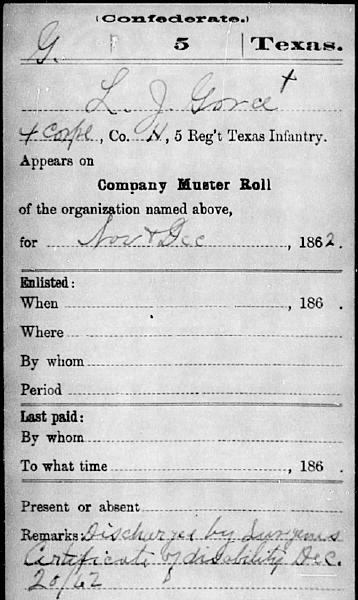 (Confederate.)
G. 5 Texas.
L. J. Gorce +
4 Corpl, Co. H, 5 Reg't Texas Infantry.
Appears on
Company Muster Roll
of the organization named above,
for Nov & Dec, 1862.
Enlisted:
When, 186 .
Where
By whom
Period
Last paid:
By whom
To what time, 186 .
Present or absent
Remarks: Discharged by Surgeons
Certificate of disability Dec.
20/62